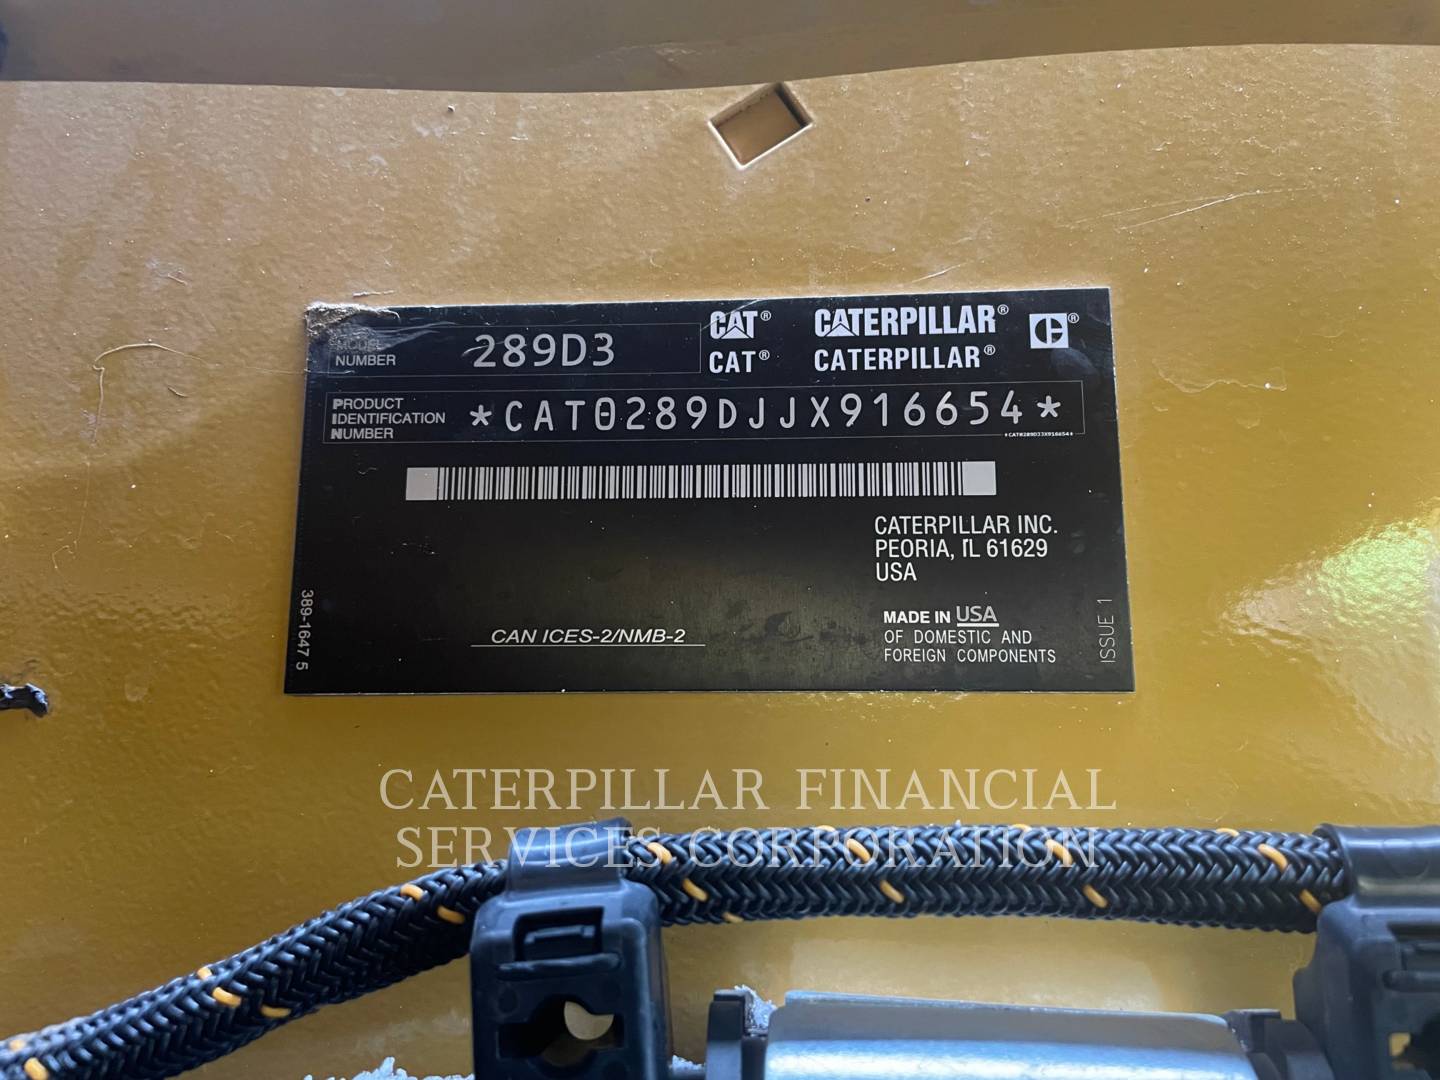 MODEL
NUMBER
289D3
CAT® CATERPILLAR® ®
CAT® CATERPILLAR®
PRODUCT
IDENTIFICATION
NUMBER
*CAT0289DJJX916654*
*CAT0289DJJX916654*
CATERPILLAR INC.
PEORIA, IL 61629
USA
MADE IN USA
OF DOMESTIC AND
FOREIGN COMPONENTS
CAN ICES-2/NMB-2
389-1647 5
ISSUE 1
CATERPILLAR FINANCIAL
SERVICES CORPORATION